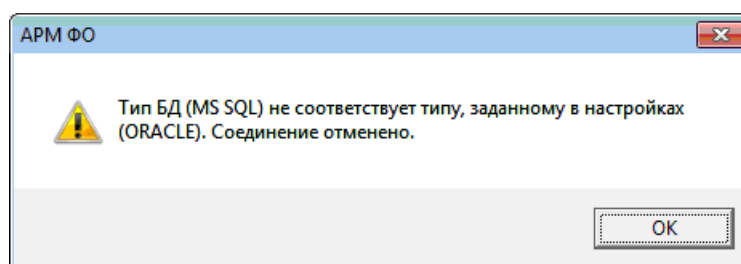 АРМ ФО
Тип БД (MS SQL) не соответствует типу, заданному в настройках
(ORACLE). Соединение отменено.
OK